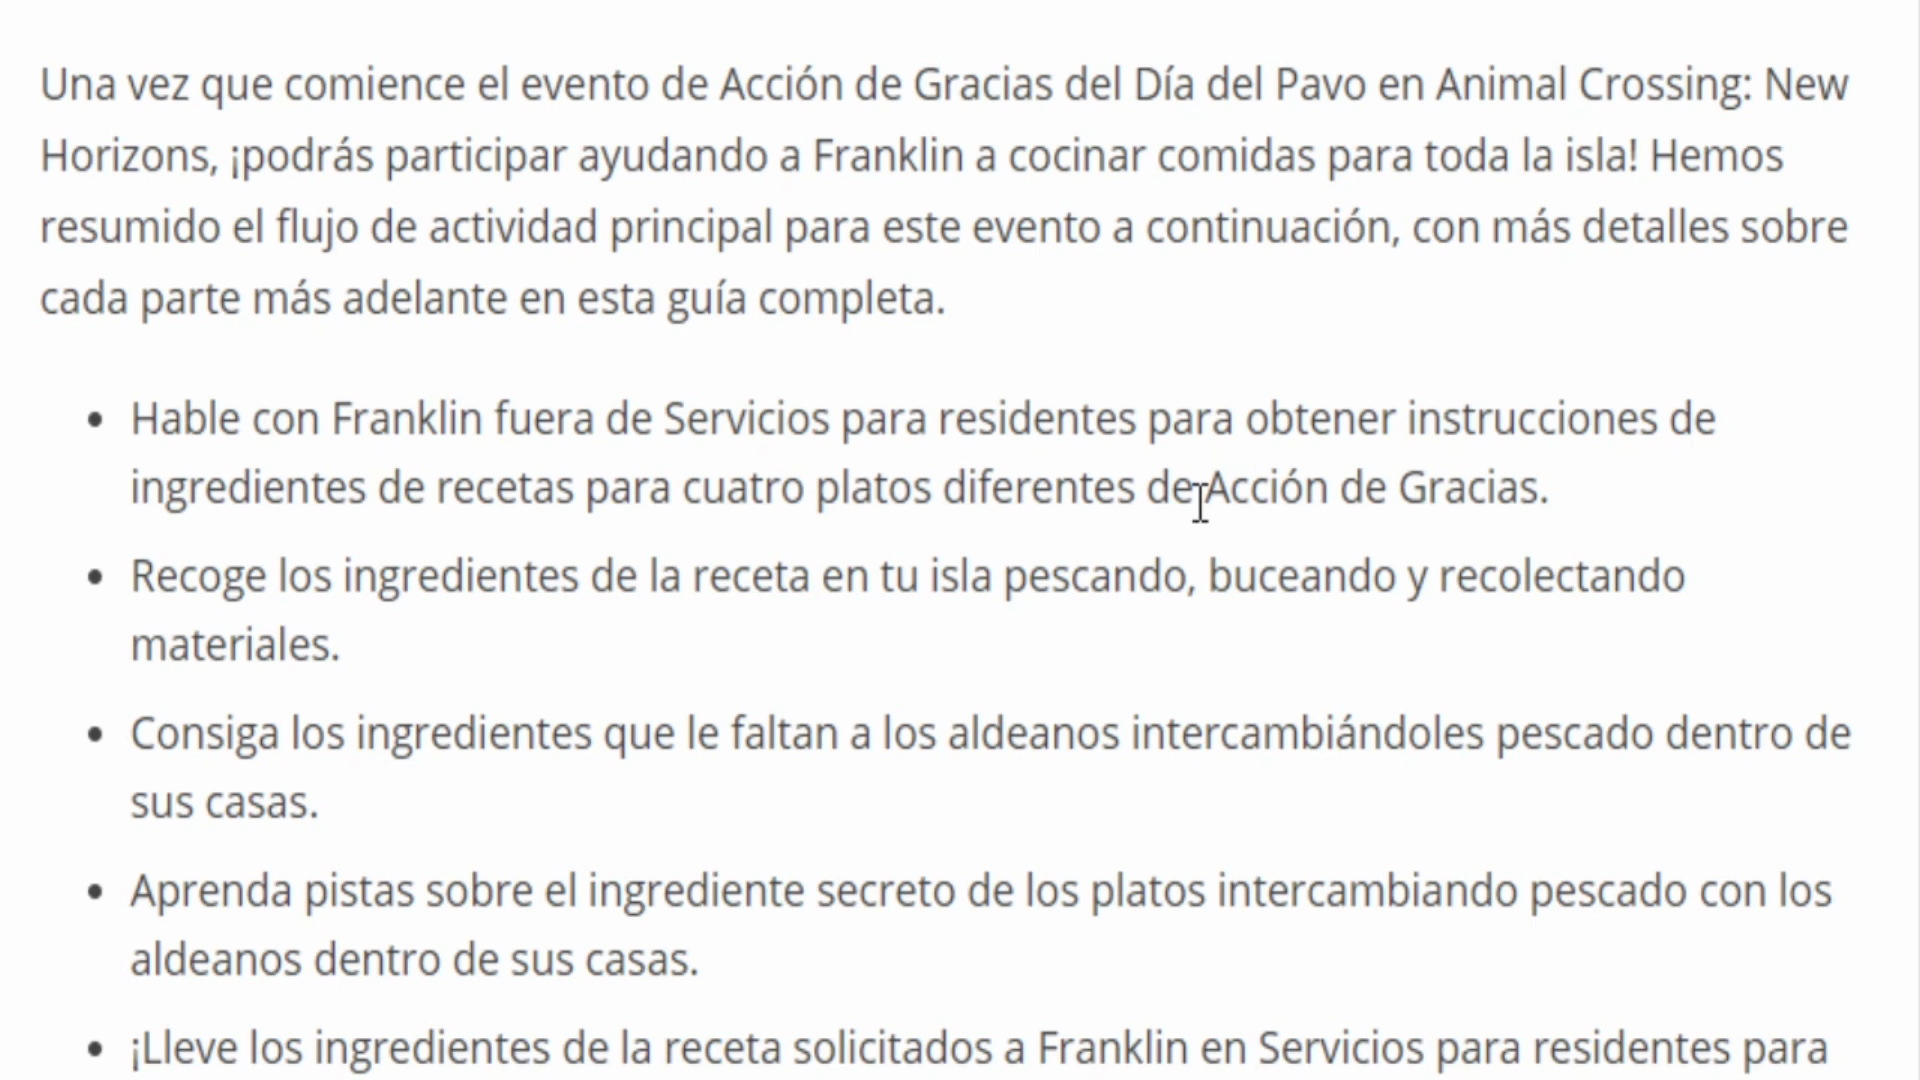 Una vez que comience el evento de Acción de Gracias del Día del Pavo en Animal Crossing: New
Horizons, ¡podrás participar ayudando a Franklin a cocinar comidas para toda la isla! Hemos
resumido el flujo de actividad principal para este evento a continuación, con más detalles sobre
cada parte más adelante en esta guía completa.
• Hable con Franklin fuera de Servicios para residentes para obtener instrucciones de
ingredientes de recetas para cuatro platos diferentes de Acción de Gracias.
• Recoge los ingredientes de la receta en tu isla pescando, buceando y recolectando
materiales.
• Consiga los ingredientes que le faltan a los aldeanos intercambiándoles pescado dentro de
sus casas.
• Aprenda pistas sobre el ingrediente secreto de los platos intercambiando pescado con los
aldeanos dentro de sus casas.
• ¡Lleve los ingredientes de la receta solicitados a Franklin en Servicios para residentes para